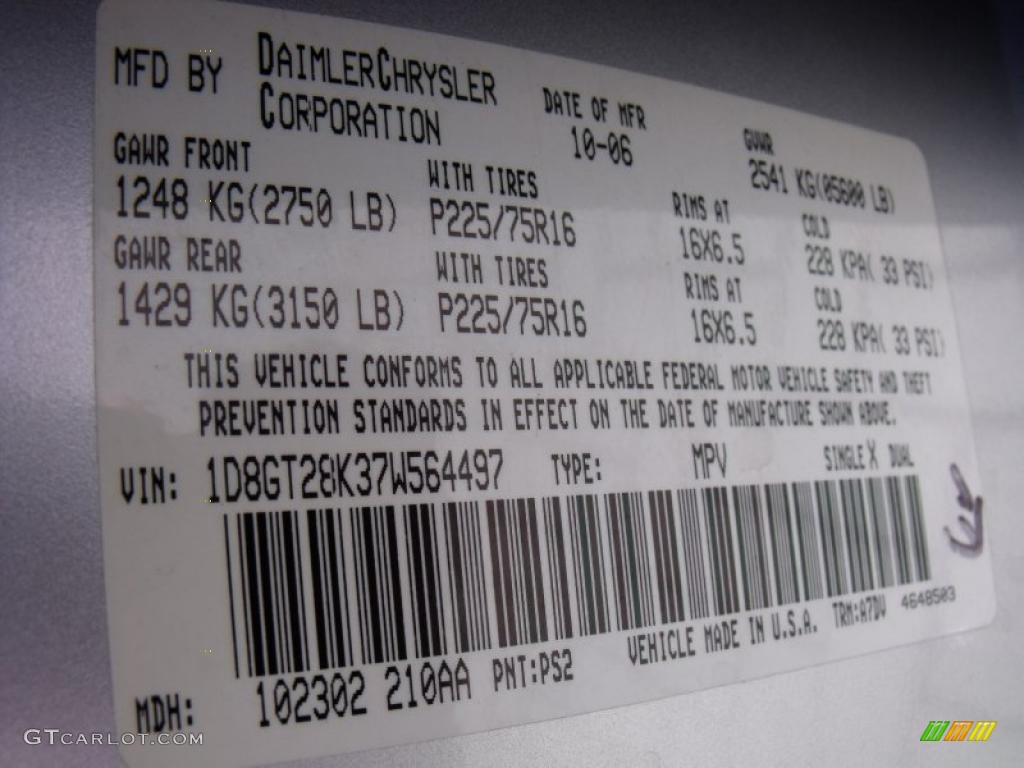 MFD BY DAIMLERCHRYSLER CORPORATION
DATE OF MFR 10-06
GVWR 2541 KG(05600 LB)
GAWR FRONT WITH TIRES RIMS AT COLD
1248 KG(2750 LB) P225/75R16 16X6.5 228 KPA( 33 PSI)
GAWR REAR WITH TIRES RIMS AT COLD
1429 KG(3150 LB) P225/75R16 16X6.5 228 KPA( 33 PSI)
THIS VEHICLE CONFORMS TO ALL APPLICABLE FEDERAL MOTOR VEHICLE SAFETY AND THEFT
PREVENTION STANDARDS IN EFFECT ON THE DATE OF MANUFACTURE SHOWN ABOVE.
VIN: 1D8GT28K37W564497 TYPE: MPV SINGLE X DUAL
MDH: 102302 210AA PNT:PS2 VEHICLE MADE IN U.S.A. TRM:A7DV 4648503
GTCARLOT.COM